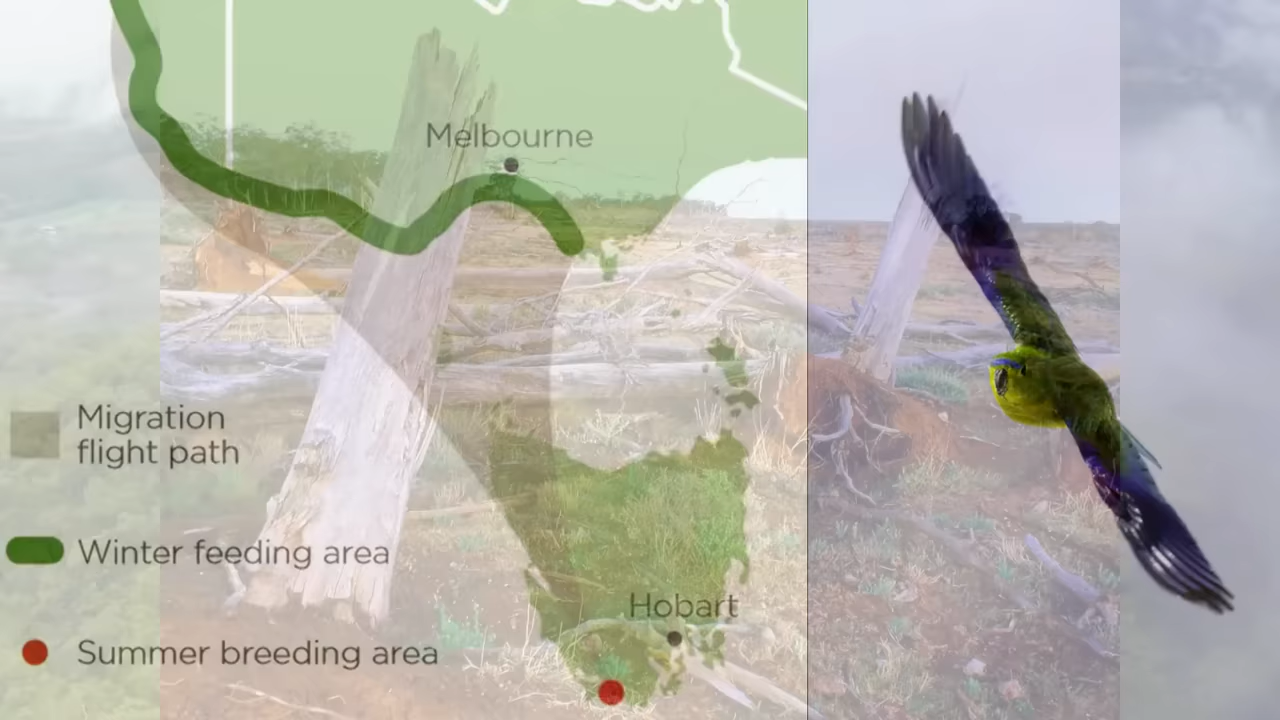 Melbourne
Migration
flight path
Winter feeding area
Hobart
Summer breeding area